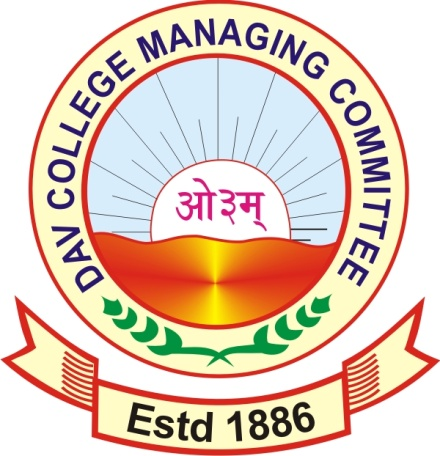 DAV COLLEGE MANAGING COMMITTEE
ओ३म्
Estd 1886